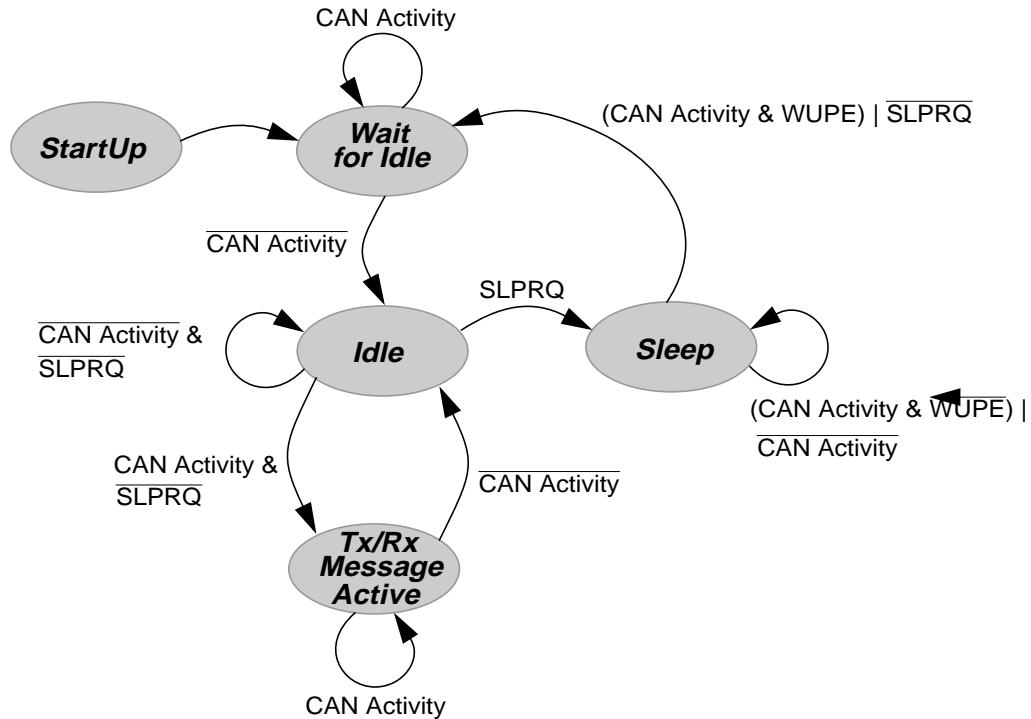 CAN Activity
(CAN Activity & WUPE) | SLPRQ
StartUp
Wait
for Idle
CAN Activity
SLPRQ
CAN Activity &
SLPRQ
Idle
Sleep
(CAN Activity & WUPE) |
CAN Activity
CAN Activity &
SLPRQ
CAN Activity
Tx/Rx
Message
Active
CAN Activity